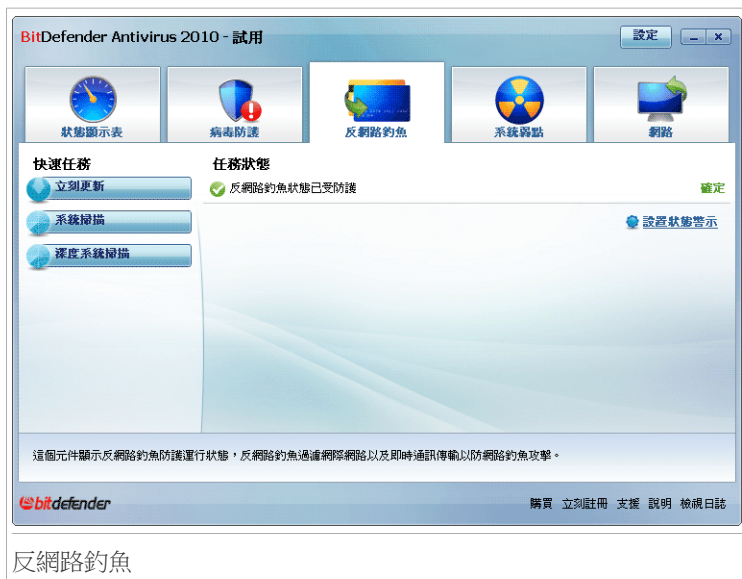 BitDefender Antivirus 2010 - 試用
設定
狀態顯示表
病毒防護
反網路釣魚
系統弱點
網路
快速任務
立刻更新
系統掃描
深度系統掃描
任務狀態
反網路釣魚狀態已受防護
確定
設置狀態警示
這個元件顯示反網路釣魚防護運行狀態，反網路釣魚過濾網際網路以及即時通訊傳輸以防網路釣魚攻擊。
bitdefender
購買 立刻註冊 支援 說明 檢視日誌
反網路釣魚